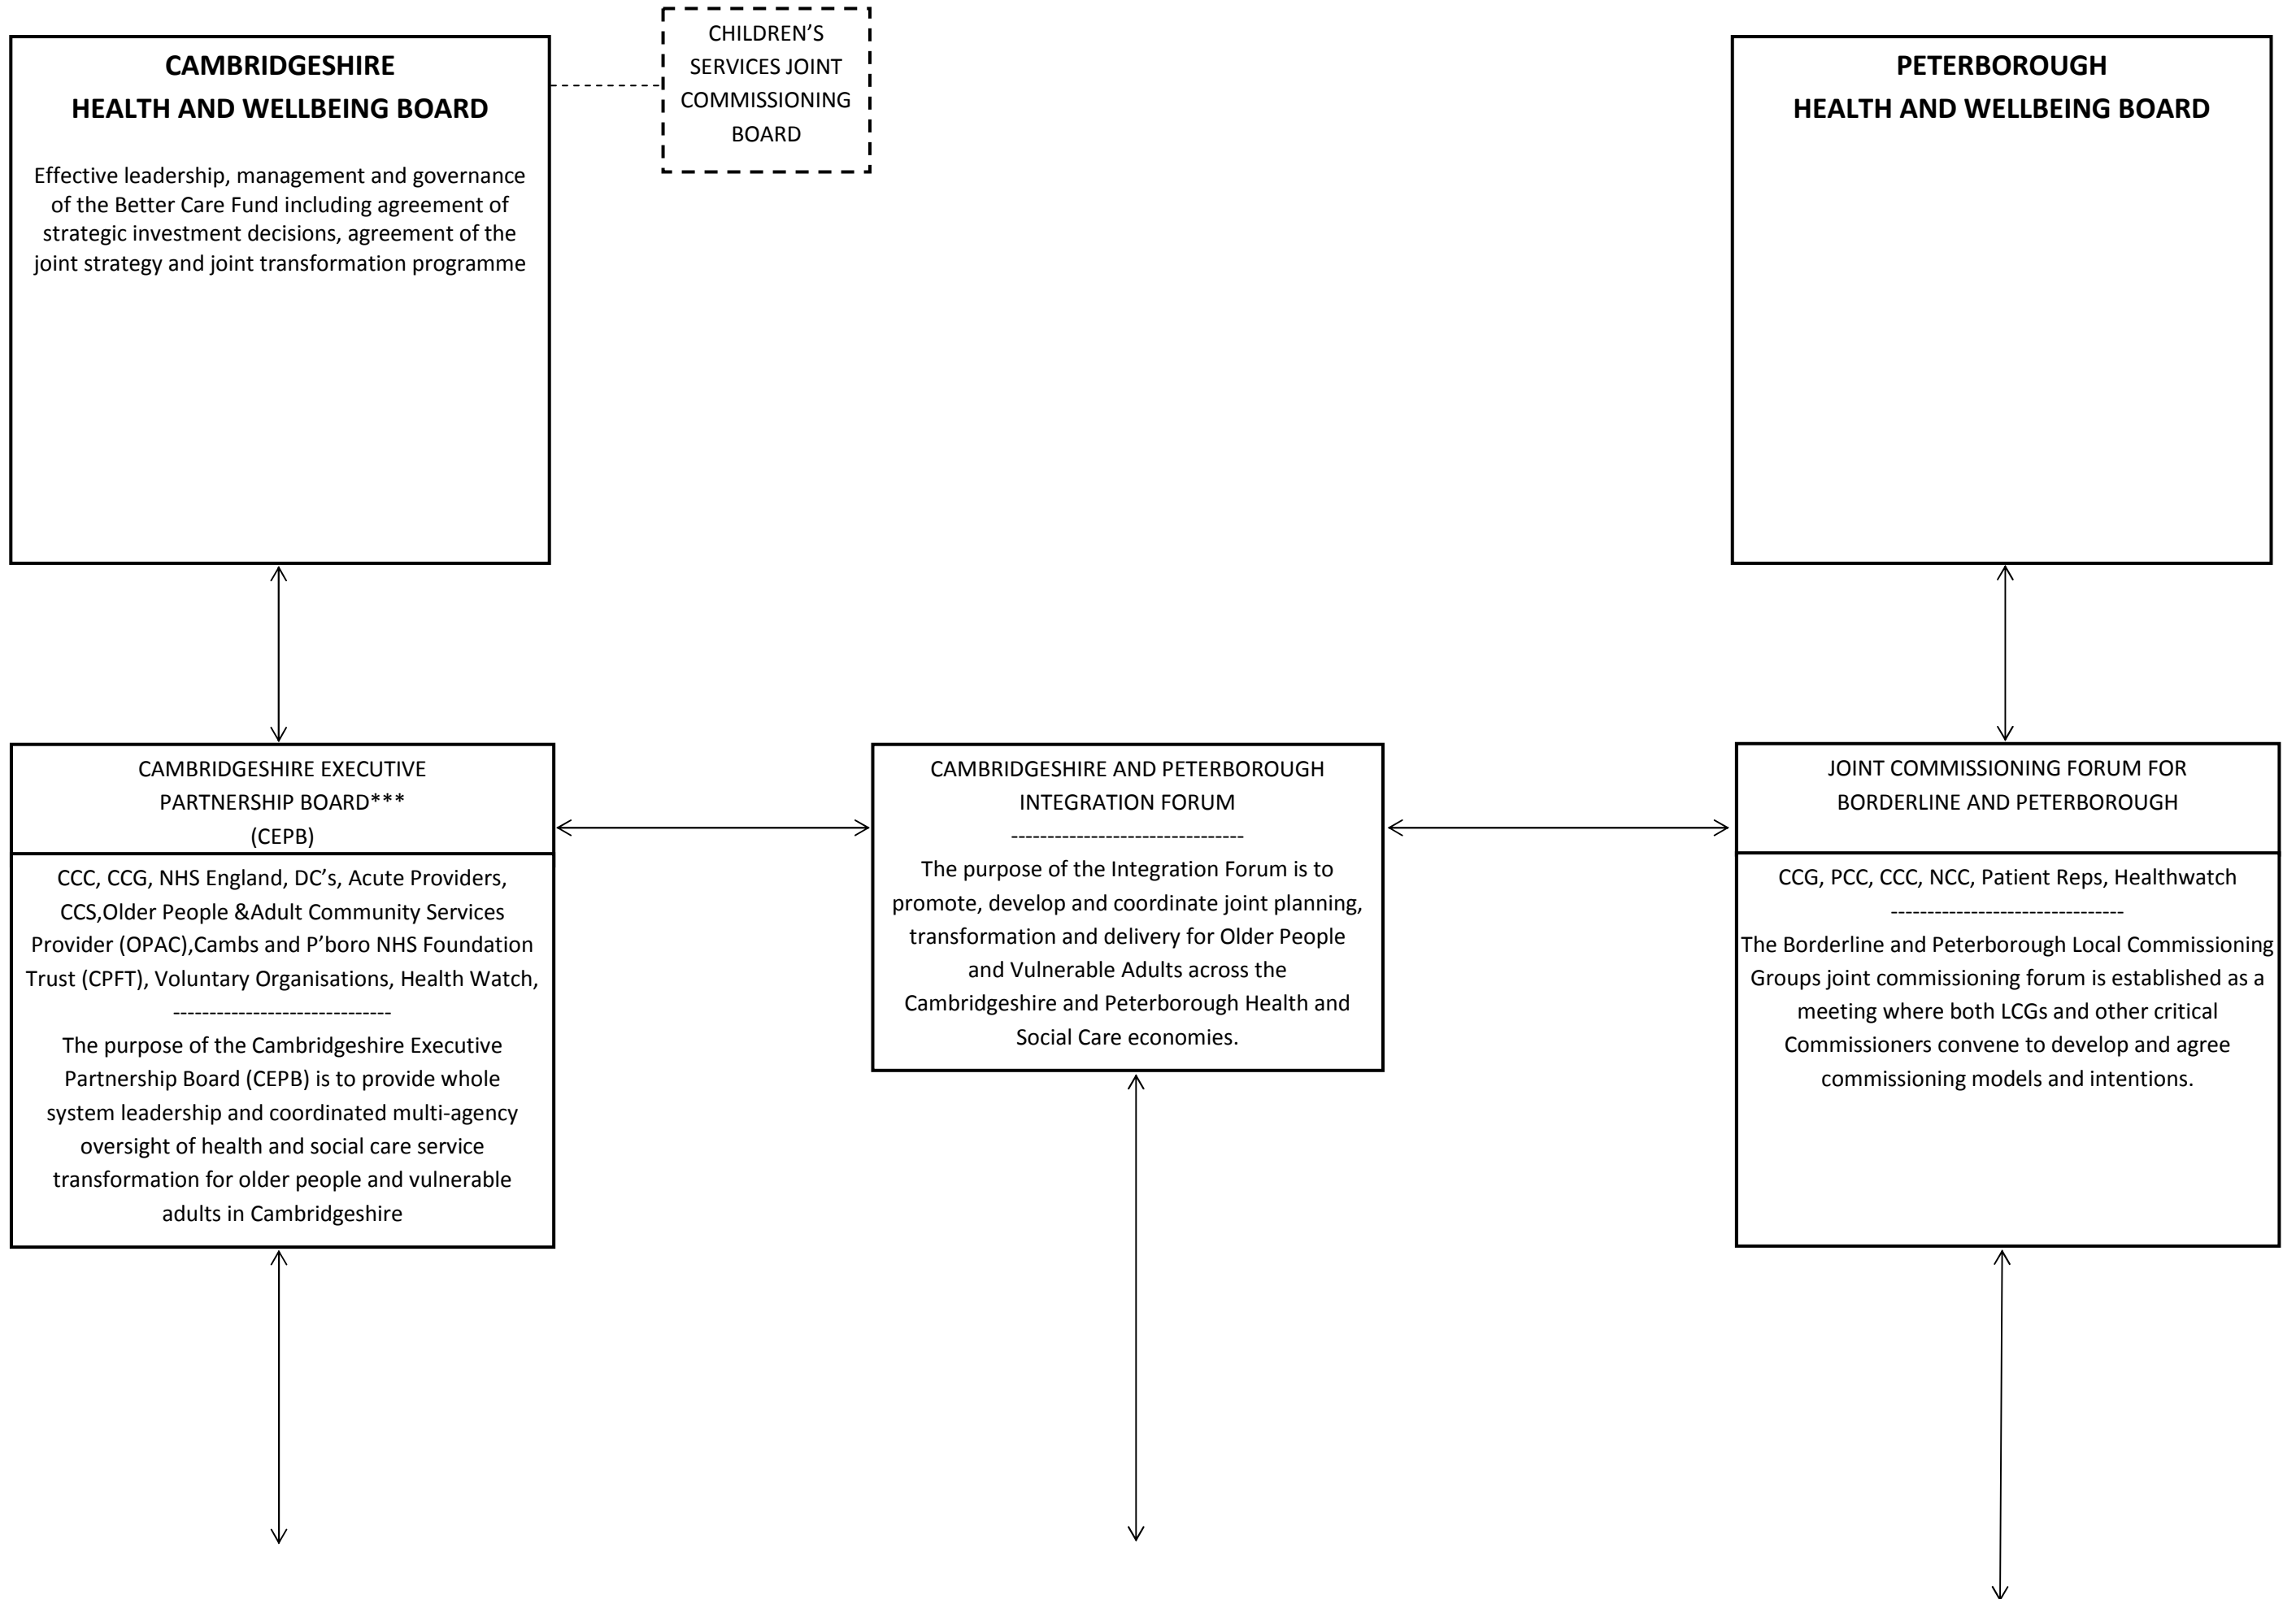 CAMBRIDGESHIRE
HEALTH AND WELLBEING BOARD
Effective leadership, management and governance
of the Better Care Fund including agreement of
strategic investment decisions, agreement of the
joint strategy and joint transformation programme
CHILDREN’S
SERVICES JOINT
COMMISSIONING
BOARD
PETERBOROUGH
HEALTH AND WELLBEING BOARD
CAMBRIDGESHIRE EXECUTIVE
PARTNERSHIP BOARD***
(CEPB)
CCC, CCG, NHS England, DC’s, Acute Providers,
CCS,Older People &Adult Community Services
Provider (OPAC),Cambs and P’boro NHS Foundation
Trust (CPFT), Voluntary Organisations, Health Watch,
------------------------------
The purpose of the Cambridgeshire Executive
Partnership Board (CEPB) is to provide whole
system leadership and coordinated multi-agency
oversight of health and social care service
transformation for older people and vulnerable
adults in Cambridgeshire
CAMBRIDGESHIRE AND PETERBOROUGH
INTEGRATION FORUM
--------------------------------
The purpose of the Integration Forum is to
promote, develop and coordinate joint planning,
transformation and delivery for Older People
and Vulnerable Adults across the
Cambridgeshire and Peterborough Health and
Social Care economies.
JOINT COMMISSIONING FORUM FOR
BORDERLINE AND PETERBOROUGH
CCG, PCC, CCC, NCC, Patient Reps, Healthwatch
--------------------------------
The Borderline and Peterborough Local Commissioning
Groups joint commissioning forum is established as a
meeting where both LCGs and other critical
Commissioners convene to develop and agree
commissioning models and intentions.